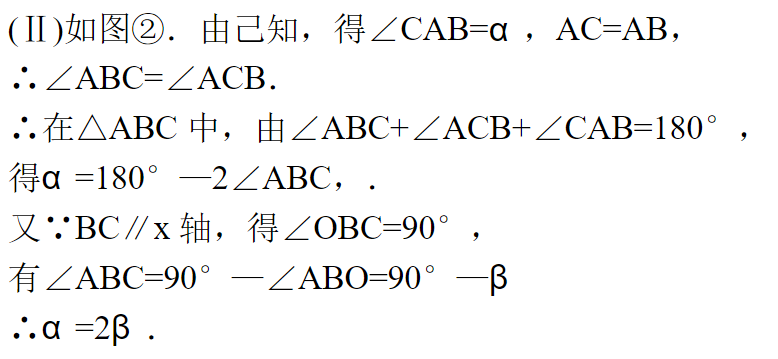 (Ⅱ)如图②．由己知，得∠CAB=α ，AC=AB，
∴∠ABC=∠ACB．
∴在△ABC 中，由∠ABC+∠ACB+∠CAB=180°，
得α =180°—2∠ABC，．
又∵BC∥x 轴，得∠OBC=90°，
有∠ABC=90°—∠ABO=90°—β
∴α =2β ．